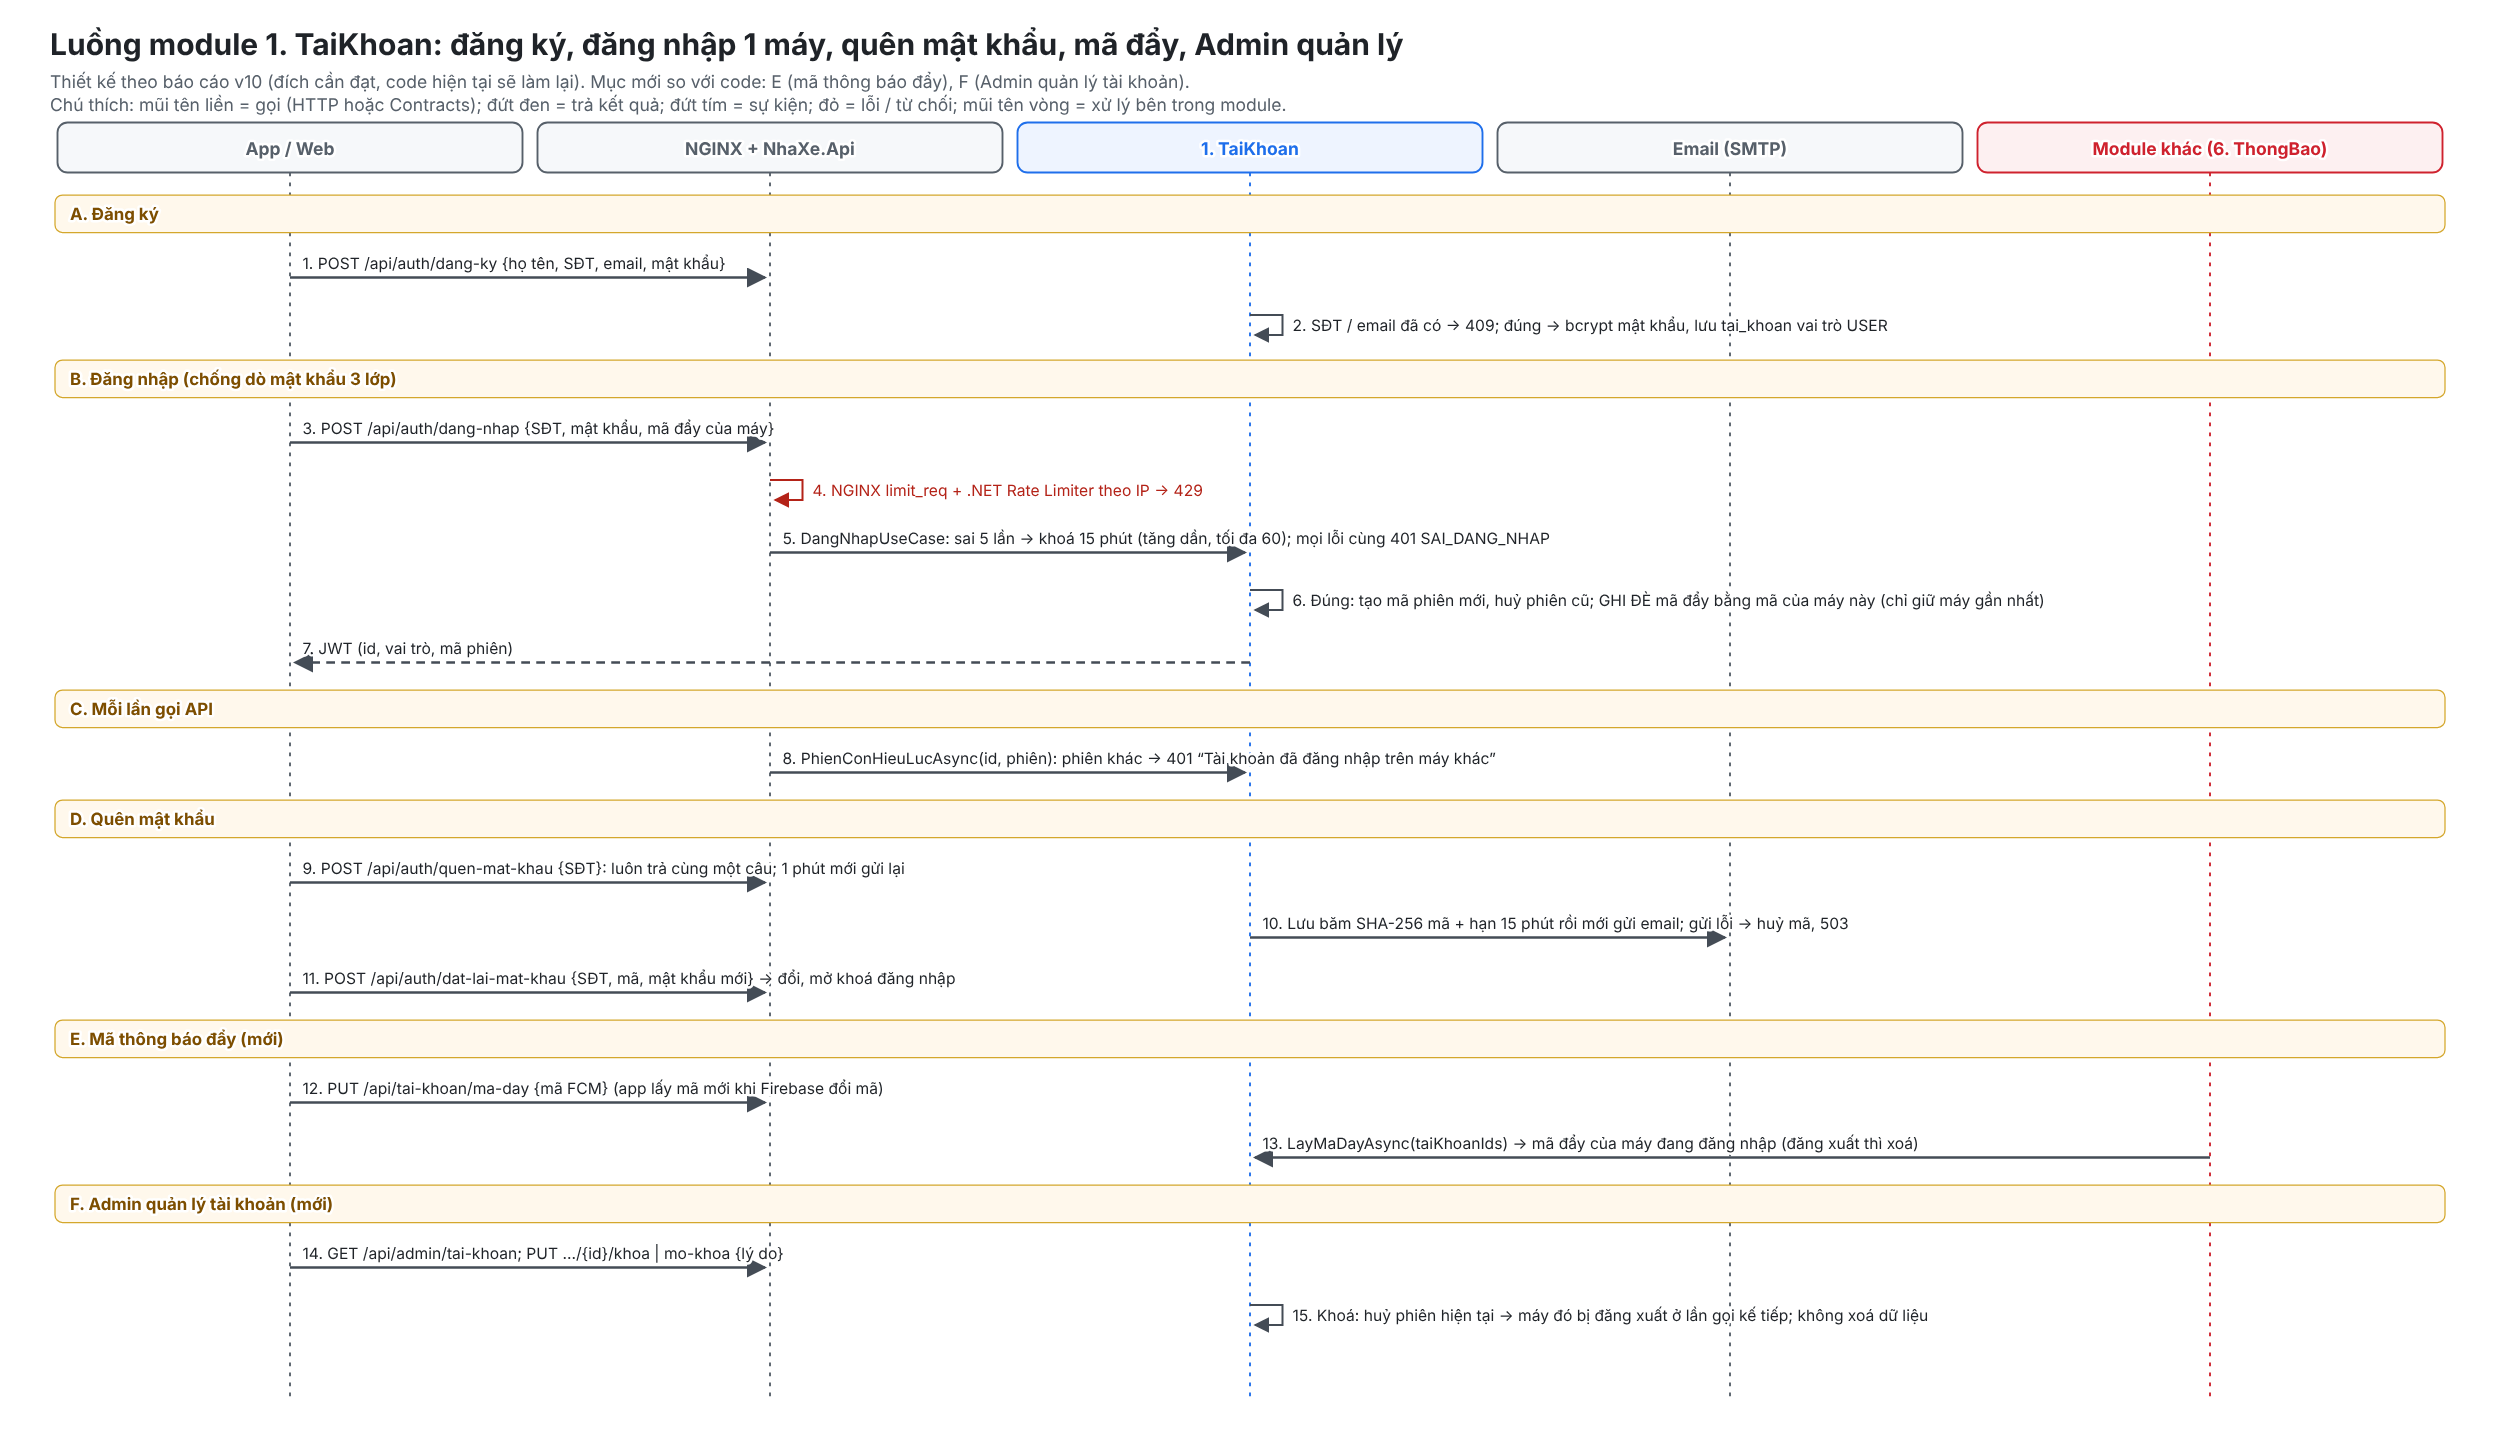 Luồng module 1. TaiKhoan: đăng ký, đăng nhập 1 máy, quên mật khẩu, mã đẩy, Admin quản lý
Thiết kế theo báo cáo v10 (đích cần đạt, code hiện tại sẽ làm lại). Mục mới so với code: E (mã thông báo đẩy), F (Admin quản lý tài khoản).
Chú thích: mũi tên liền = gọi (HTTP hoặc Contracts); đứt đen = trả kết quả; đứt tím = sự kiện; đỏ = lỗi / từ chối; mũi tên vòng = xử lý bên trong module.
App / Web
NGINX + NhaXe.Api
1. TaiKhoan
Email (SMTP)
Module khác (6. ThongBao)
A. Đăng ký
1. POST /api/auth/dang-ky {họ tên, SĐT, email, mật khẩu}
2. SĐT / email đã có → 409; đúng → bcrypt mật khẩu, lưu tai_khoan vai trò USER
B. Đăng nhập (chống dò mật khẩu 3 lớp)
3. POST /api/auth/dang-nhap {SĐT, mật khẩu, mã đẩy của máy}
4. NGINX limit_req + .NET Rate Limiter theo IP → 429
5. DangNhapUseCase: sai 5 lần → khoá 15 phút (tăng dần, tối đa 60); mọi lỗi cùng 401 SAI_DANG_NHAP
6. Đúng: tạo mã phiên mới, huỷ phiên cũ; GHI ĐÈ mã đẩy bằng mã của máy này (chỉ giữ máy gần nhất)
7. JWT (id, vai trò, mã phiên)
C. Mỗi lần gọi API
8. PhienConHieuLucAsync(id, phiên): phiên khác → 401 “Tài khoản đã đăng nhập trên máy khác”
D. Quên mật khẩu
9. POST /api/auth/quen-mat-khau {SĐT}: luôn trả cùng một câu; 1 phút mới gửi lại
10. Lưu băm SHA-256 mã + hạn 15 phút rồi mới gửi email; gửi lỗi → huỷ mã, 503
11. POST /api/auth/dat-lai-mat-khau {SĐT, mã, mật khẩu mới} → đổi, mở khoá đăng nhập
E. Mã thông báo đẩy (mới)
12. PUT /api/tai-khoan/ma-day {mã FCM} (app lấy mã mới khi Firebase đổi mã)
13. LayMaDayAsync(taiKhoanIds) → mã đẩy của máy đang đăng nhập (đăng xuất thì xoá)
F. Admin quản lý tài khoản (mới)
14. GET /api/admin/tai-khoan; PUT .../{id}/khoa | mo-khoa {lý do}
15. Khoá: huỷ phiên hiện tại → máy đó bị đăng xuất ở lần gọi kế tiếp; không xoá dữ liệu